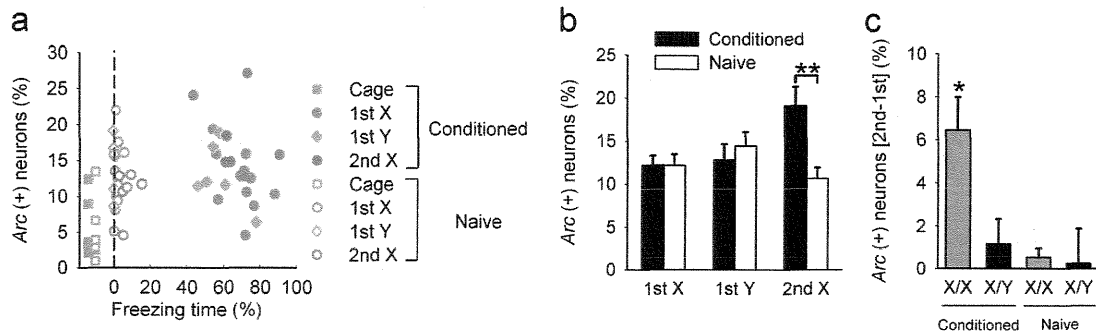 a
Arc (+) neurons (%)
30
25
20
15
10
5
0
0 20 40 60 80 100
Freezing time (%)
Cage
1st X
1st Y
2nd X
Conditioned
Cage
1st X
1st Y
2nd X
Naive
b
Conditioned
Naive
Arc (+) neurons (%)
25
20
15
10
5
0
**
1st X 1st Y 2nd X
c
Arc (+) neurons [2nd-1st] (%)
10
8
6
4
2
0
*
X/X X/Y X/X X/Y
Conditioned Naive